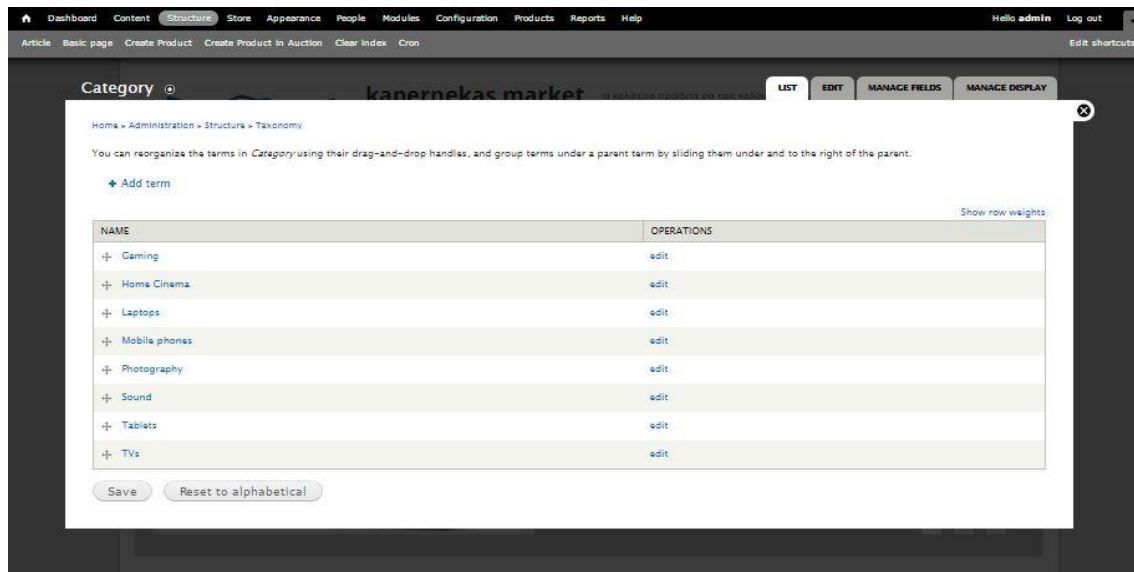 Dashboard Content Structure Store Appearance People Modules Configuration Products Reports Help Hello admin Log out
Article Basic page Create Product Create Product in Auction Clear Index Cron Edit shortcuts
Category kapernekas market LIST EDIT MANAGE FIELDS MANAGE DISPLAY
Home » Administration » Structure » Taxonomy
You can reorganize the terms in Category using their drag-and-drop handles, and group terms under a parent term by sliding them under and to the right of the parent.
+ Add term
Show row weights
NAME OPERATIONS
Gaming edit
Home Cinema edit
Laptops edit
Mobile phones edit
Photography edit
Sound edit
Tablets edit
TVs edit
Save Reset to alphabetical